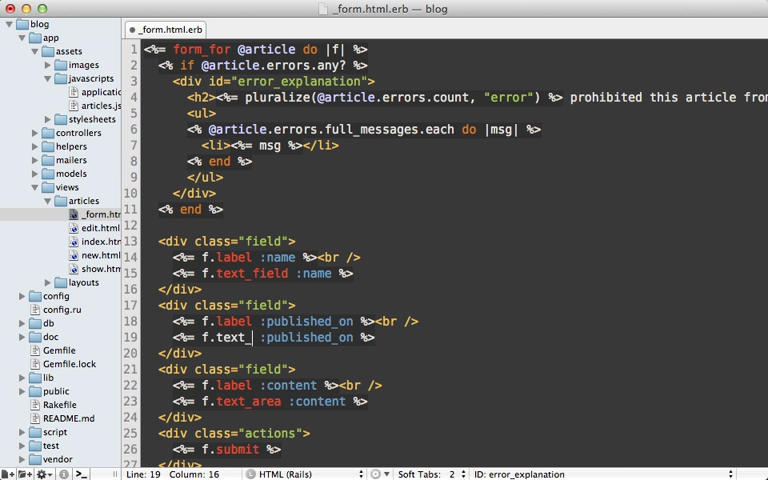 _form.html.erb — blog
blog
app
assets
images
javascripts
applicatio
articles.js
stylesheets
controllers
helpers
mailers
models
views
articles
_form.htm
edit.html
index.htm
new.html
show.htm
layouts
config
config.ru
db
doc
Gemfile
Gemfile.lock
lib
public
Rakefile
README.md
script
test
vendor
_form.html.erb
1 <%= form_for @article do |f| %>
2 <% if @article.errors.any? %>
3 <div id="error_explanation">
4 <h2><%= pluralize(@article.errors.count, "error") %> prohibited this article from
5 <ul>
6 <% @article.errors.full_messages.each do |msg| %>
7 <li><%= msg %></li>
8 <% end %>
9 </ul>
10 </div>
11 <% end %>
12
13 <div class="field">
14 <%= f.label :name %><br />
15 <%= f.text_field :name %>
16 </div>
17 <div class="field">
18 <%= f.label :published_on %><br />
19 <%= f.text_ :published_on %>
20 </div>
21 <div class="field">
22 <%= f.label :content %><br />
23 <%= f.text_area :content %>
24 </div>
25 <div class="actions">
26 <%= f.submit %>
27 </div>
Line: 19 Column: 16 HTML (Rails) Soft Tabs: 2 ID: error_explanation